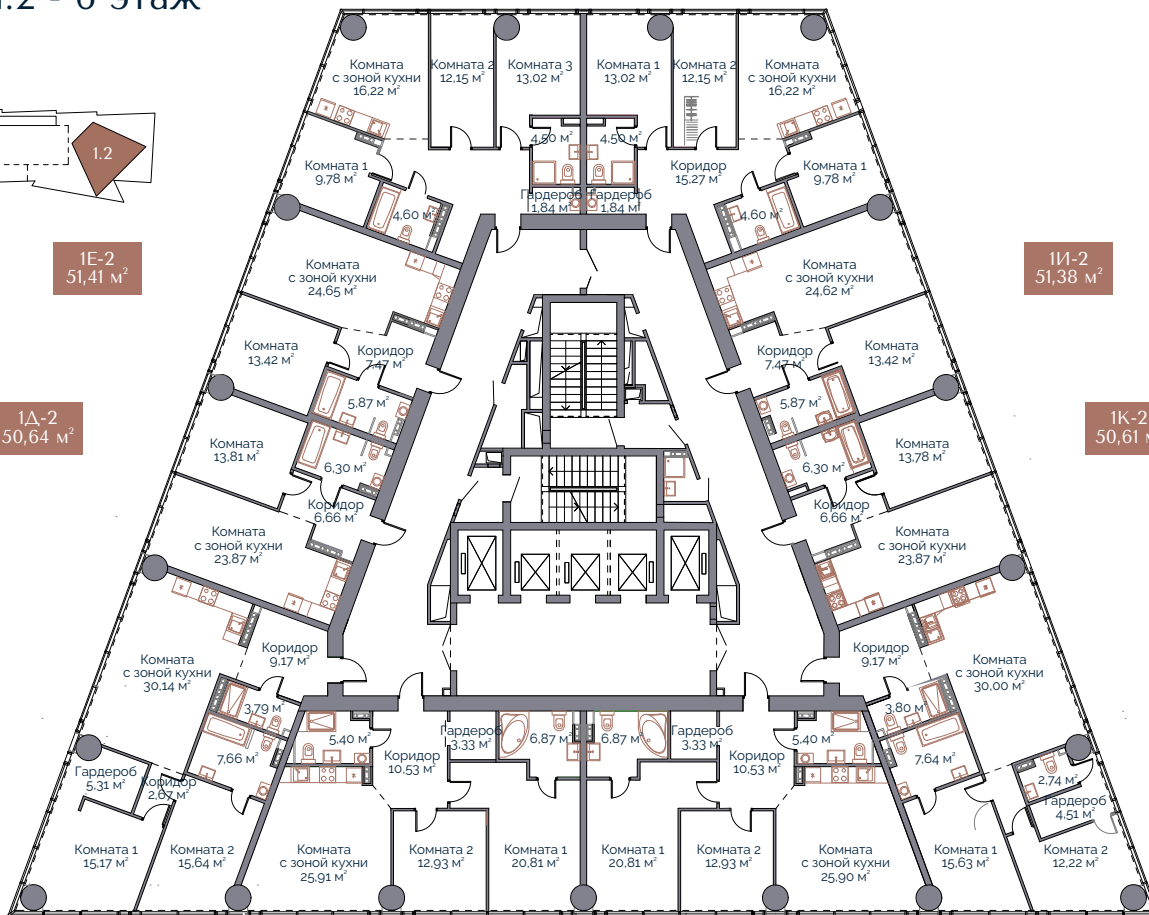 1.2 - 6 этаж
1.2
1Е-2
51,41 м²
1Д-2
50,64 м²
1И-2
51,38 м²
1К-2
50,61 м
Комната
с зоной кухни
16,22 м²
Комната 2
12,15 м²
Комната 3
13,02 м²
Комната 1
13,02 м²
Комната 2
12,15 м²
Комната
с зоной кухни
16,22 м²
4,50 м²
4,50 м²
Комната 1
9,78 м²
Коридор
15,27 м²
Комната 1
9,78 м²
Гардероб
1,84 м²
Гардероб
1,84 м²
4,60 м²
4,60 м²
Комната
с зоной кухни
24,65 м²
Комната
с зоной кухни
24,62 м²
Комната
13,42 м²
Коридор
7,47 м²
Коридор
7,47 м²
Комната
13,42 м²
5,87 м²
5,87 м²
Комната
13,81 м²
6,30 м²
6,30 м²
Комната
13,78 м²
Коридор
6,66 м²
Коридор
6,66 м²
Комната
с зоной кухни
23,87 м²
Комната
с зоной кухни
23,87 м²
Комната
с зоной кухни
30,14 м²
Коридор
9,17 м²
Коридор
9,17 м²
Комната
с зоной кухни
30,00 м²
3,79 м²
3,80 м²
7,66 м²
5,40 м²
Коридор
10,53 м²
Гардероб
3,33 м²
6,87 м²
6,87 м²
Гардероб
3,33 м²
Коридор
10,53 м²
5,40 м²
7,64 м²
Гардероб
5,31 м²
Коридор
2,67 м²
2,74 м²
Гардероб
4,51 м²
Комната 1
15,17 м²
Комната 2
15,64 м²
Комната
с зоной кухни
25,91 м²
Комната 2
12,93 м²
Комната 1
20,81 м²
Комната 1
20,81 м²
Комната 2
12,93 м²
Комната
с зоной кухни
25,90 м²
Комната 1
15,63 м²
Комната 2
12,22 м²